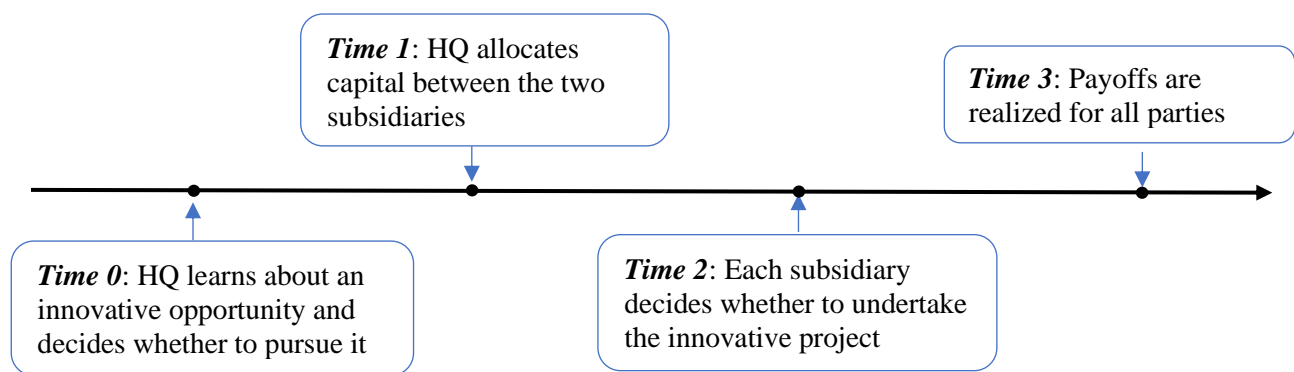 Time 1: HQ allocates
capital between the two
subsidiaries
Time 3: Payoffs are
realized for all parties
Time 0: HQ learns about an
innovative opportunity and
decides whether to pursue it
Time 2: Each subsidiary
decides whether to undertake
the innovative project